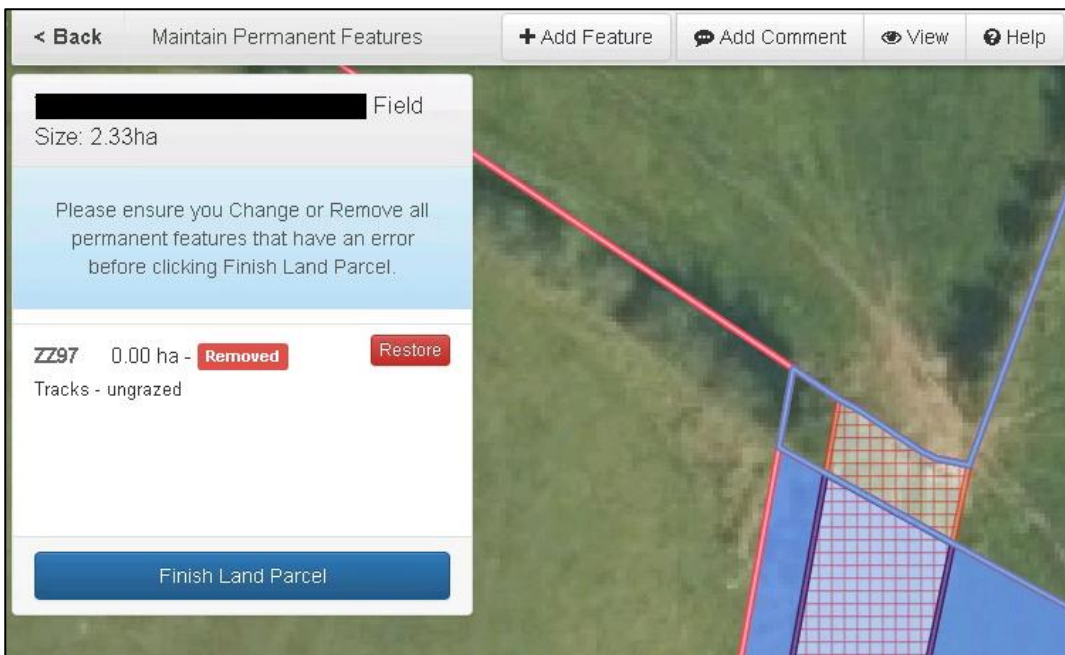 < Back Maintain Permanent Features + Add Feature Add Comment View Help
Field
Size: 2.33ha
Please ensure you Change or Remove all
permanent features that have an error
before clicking Finish Land Parcel.
ZZ97 0.00 ha - Removed Restore
Tracks - ungrazed
Finish Land Parcel